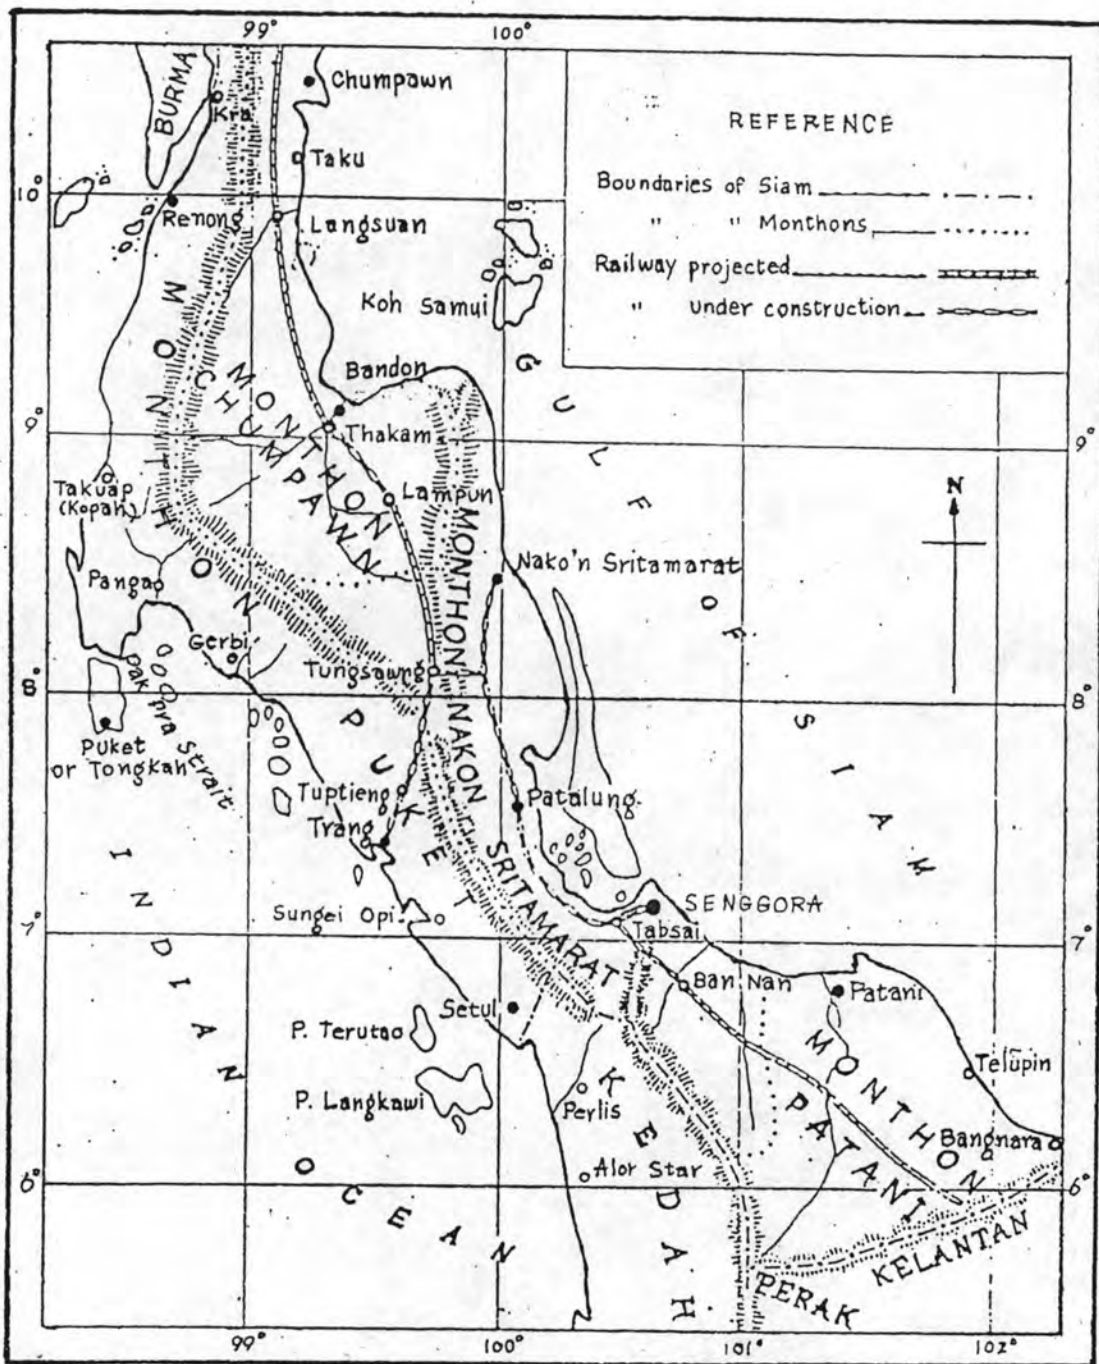 99°
100°
BURMA
Kra
Chumpawn
Taku
10°
Renong
Langsuan
Koh Samui
REFERENCE
Boundaries of Siam
" " Monthons
Railway projected
" under construction
GULF OF SIAM
Bandon
MONTHON CHUMPAWN
9°
Thakam
9°
Takuap
(Kopah)
Lampun
MONTHON NAKON SRITAMARAT
N
Panga
Nako'n Sritamarat
Gerbi
MONTHON PUKET
Tungsaung
8°
8°
Pak Pra Strait
Puket
or Tongkah
Tuptieng
Trang
Patalung
INDIAN OCEAN
Sungei Opi
SENGGORA
Tabsai
7°
7°
Ban Nan
Patani
Setul
P. Terutao
P. Langkawi
Perlis
KEDAH
MONTHON PATANI
Telūpin
Bangnara
6°
Alor Star
6°
KELANTAN
PERAK
99°
100°
101°
102°